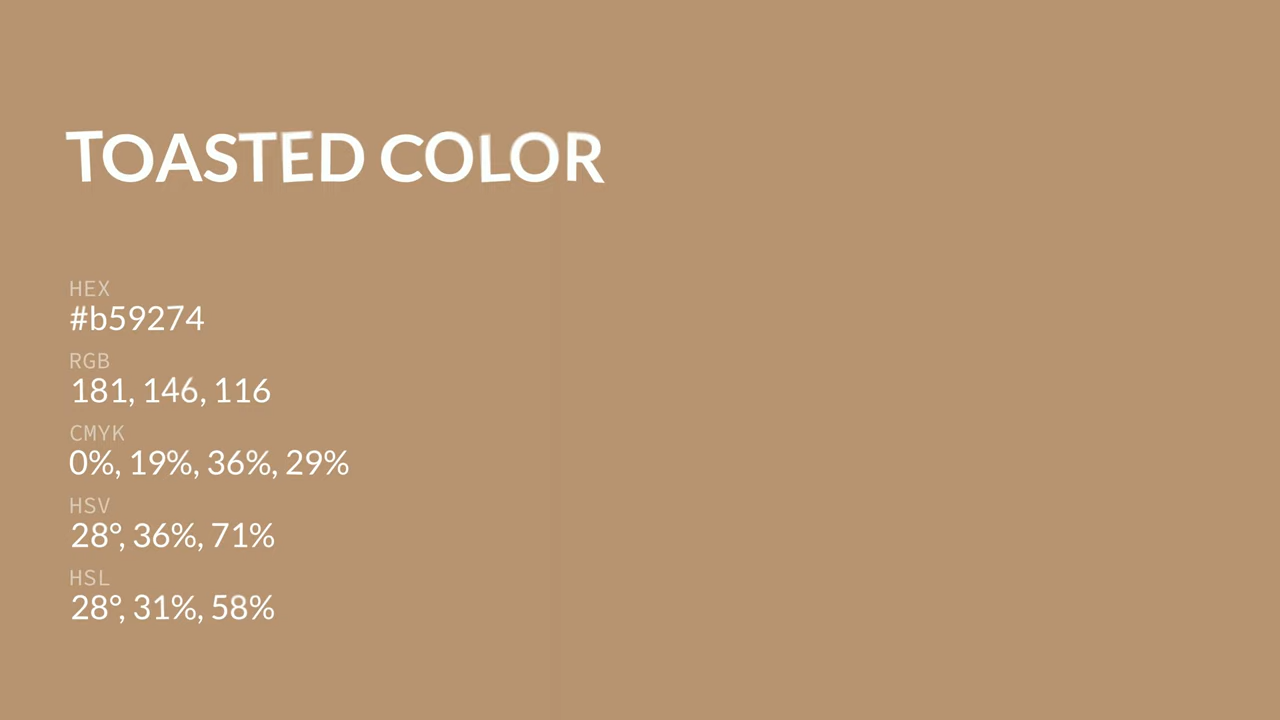 TOASTED COLOR
HEX
#b59274
RGB
181, 146, 116
CMYK
0%, 19%, 36%, 29%
HSV
28°, 36%, 71%
HSL
28°, 31%, 58%